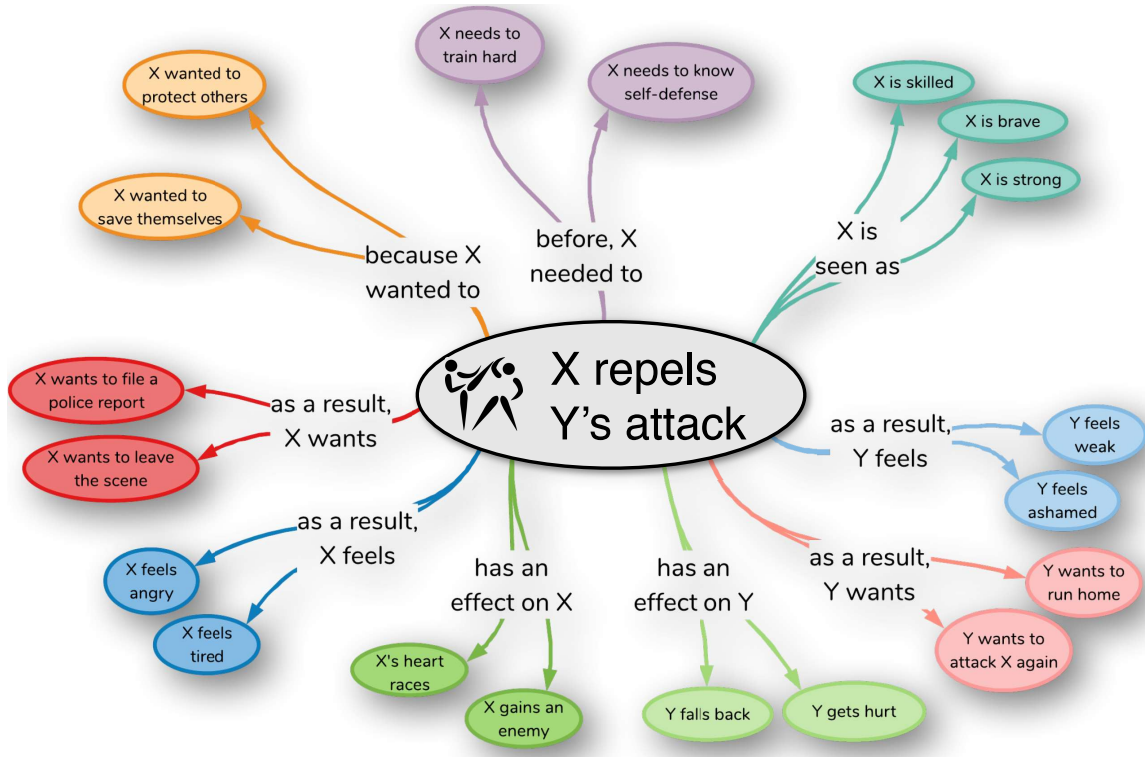 X needs to
train hard
X wanted to
protect others
X needs to know
self-defense
X is skilled
X is brave
X is strong
X wanted to
save themselves
because X
wanted to
before, X
needed to
X is
seen as
X repels
Y's attack
X wants to file a
police report
as a result,
X wants
X wants to leave
the scene
as a result,
Y feels
Y feels
weak
Y feels
ashamed
as a result,
X feels
X feels
angry
X feels
tired
has an
effect on X
X's heart
races
X gains an
enemy
has an
effect on Y
Y falls back
Y gets hurt
as a result,
Y wants
Y wants to
run home
Y wants to
attack X again